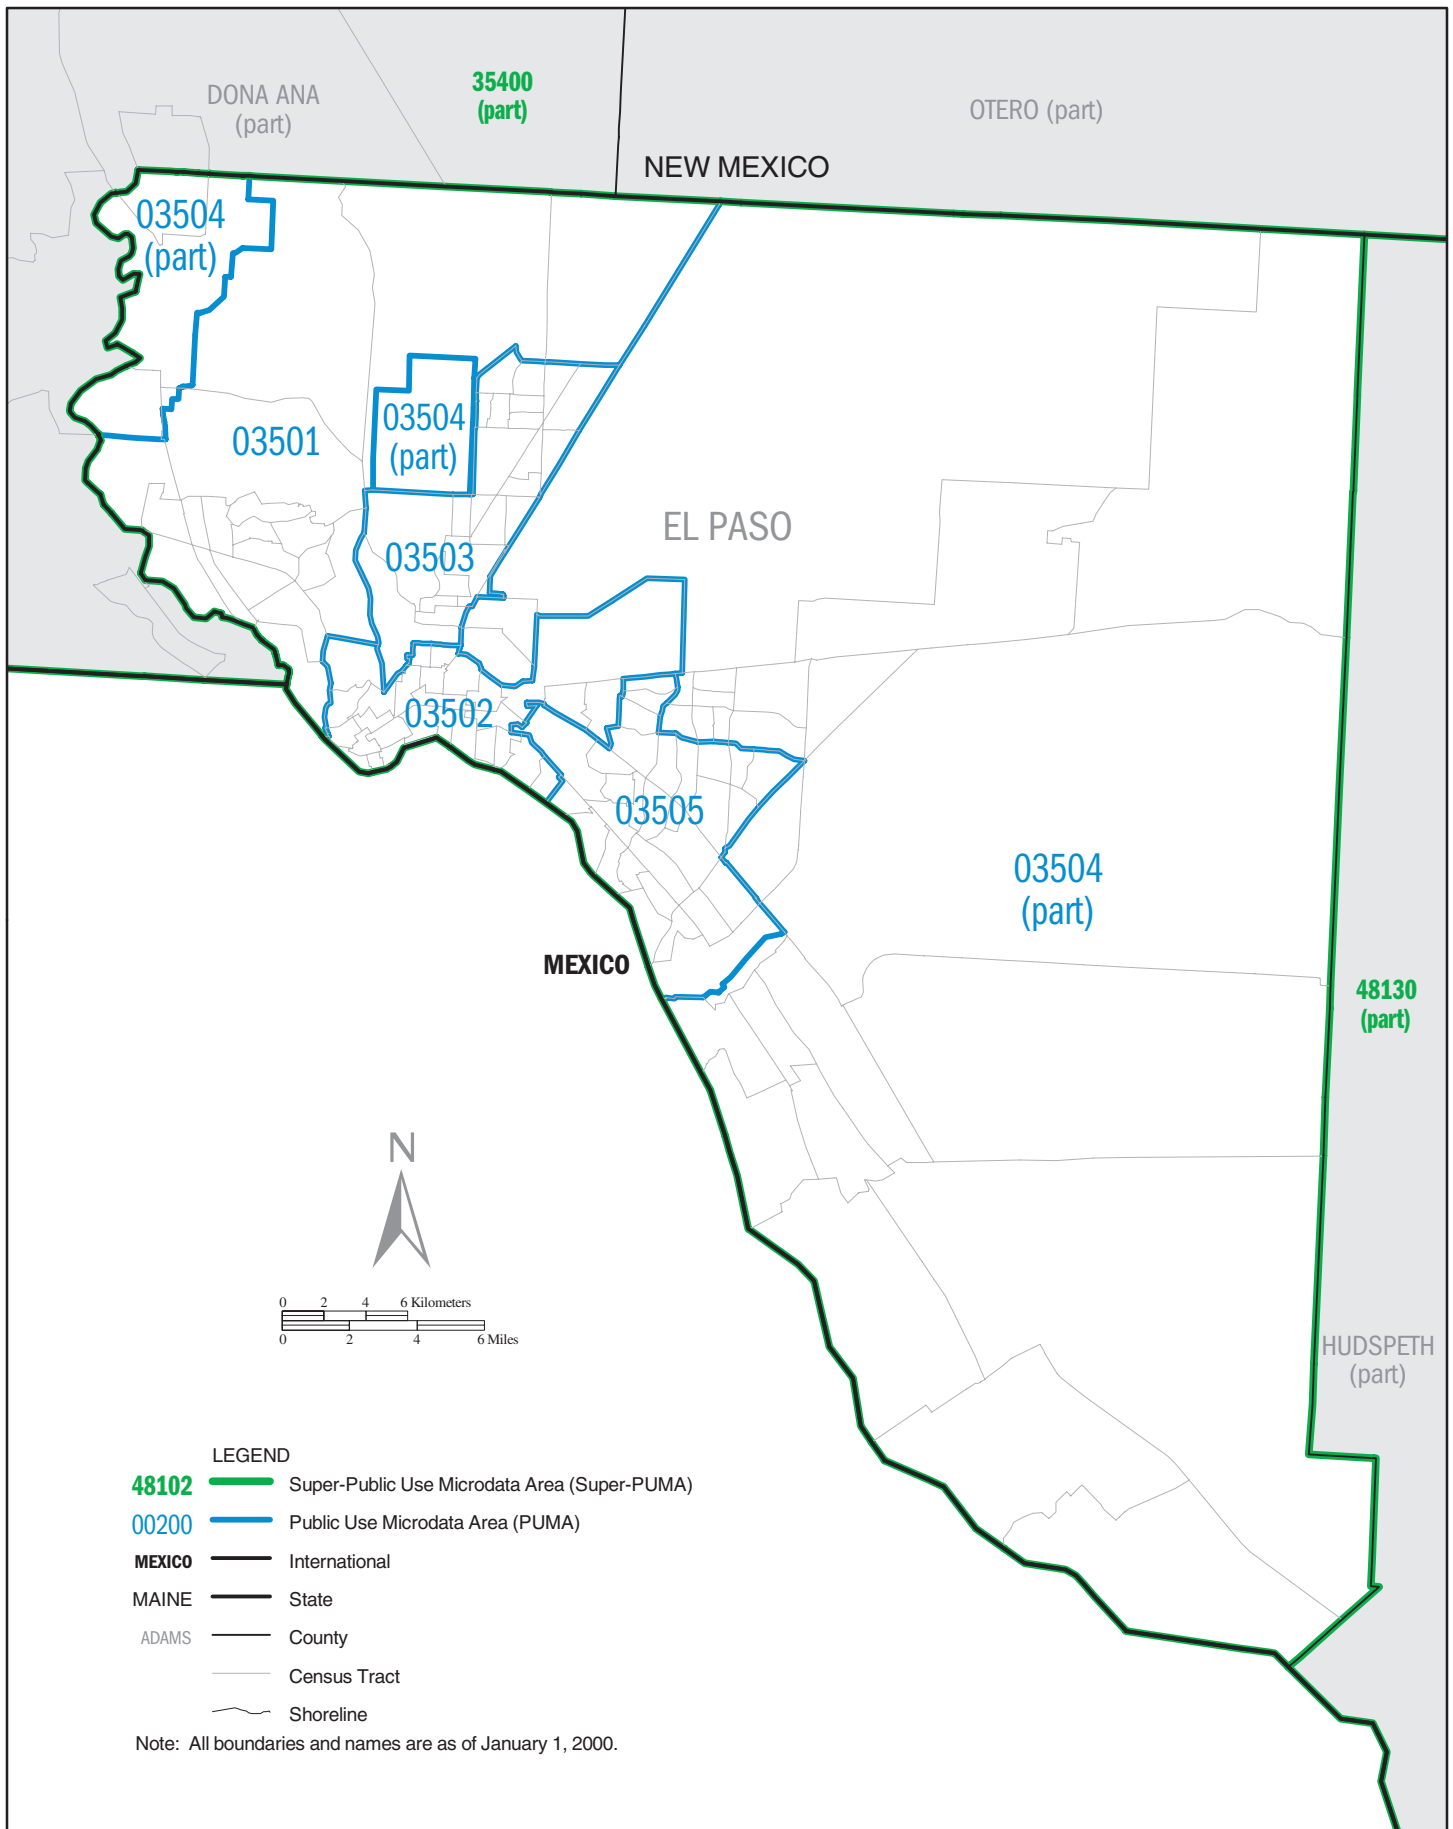 DONA ANA
(part)
35400
(part)
OTERO (part)
NEW MEXICO
03504
(part)
03501
03504
(part)
03503
EL PASO
03502
03505
03504
(part)
MEXICO
48130
(part)
N
0 2 4 6 Kilometers
0 2 4 6 Miles
HUDSPETH
(part)
LEGEND
48102 Super-Public Use Microdata Area (Super-PUMA)
00200 Public Use Microdata Area (PUMA)
MEXICO International
MAINE State
ADAMS County
Census Tract
Shoreline
Note: All boundaries and names are as of January 1, 2000.